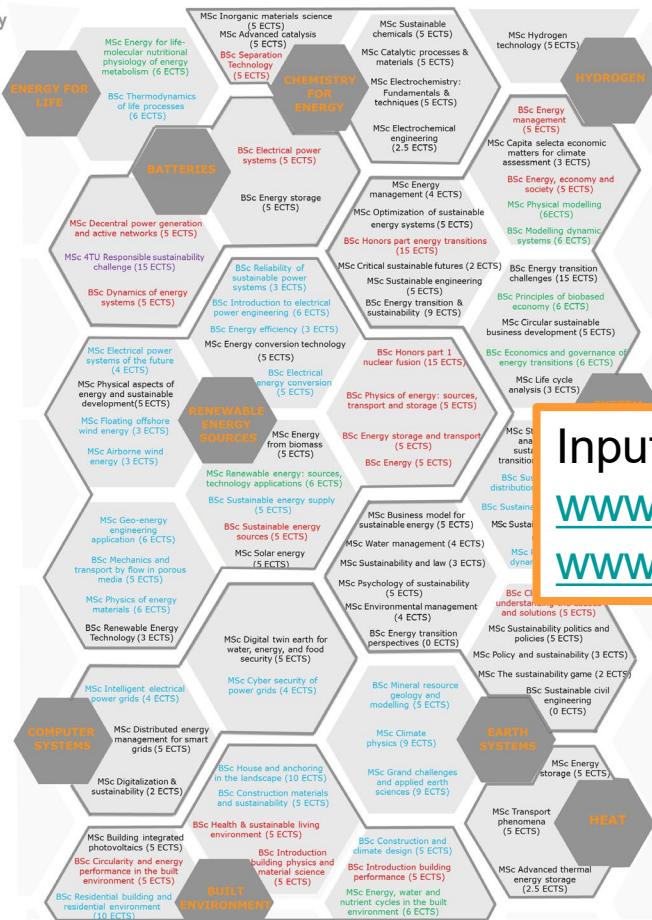 MSc Inorganic materials science
(5 ECTS)
MSc Advanced catalysis
(5 ECTS)
BSc Separation
Technology
(5 ECTS)
MSc Sustainable
chemicals (5 ECTS)
MSc Catalytic processes &
materials (5 ECTS)
MSc Electrochemistry:
Fundamentals &
techniques (5 ECTS)
MSc Electrochemical
engineering
(2.5 ECTS)
CHEMISTRY
FOR
ENERGY
MSc Hydrogen
technology (5 ECTS)
HYDROGEN
MSc Energy for life-
molecular nutritional
physiology of energy
metabolism (6 ECTS)
BSc Thermodynamics
of life processes
(6 ECTS)
ENERGY FOR
LIFE
BATTERIES
BSc Electrical power
systems (5 ECTS)
BSc Energy storage
(5 ECTS)
MSc Decentral power generation
and active networks (5 ECTS)
MSc 4TU Responsible sustainability
challenge (15 ECTS)
BSc Dynamics of energy
systems (5 ECTS)
BSc Energy
management
(5 ECTS)
MSc Capita selecta economic
matters for climate
assessment (3 ECTS)
BSc Energy, economy and
society (5 ECTS)
MSc Physical modelling
(6ECTS)
BSc Modelling dynamic
systems (6 ECTS)
MSc Energy
management (4 ECTS)
MSc Optimization of sustainable
energy systems (5 ECTS)
BSc Honors part energy transitions
(15 ECTS)
MSc Critical sustainable futures (2 ECTS)
MSc Sustainable engineering
(5 ECTS)
BSc Energy transition &
sustainability (9 ECTS)
BSc Energy transition
challenges (15 ECTS)
BSc Principles of biobased
economy (6 ECTS)
MSc Circular sustainable
business development (5 ECTS)
BSc Economics and governance of
energy transitions (6 ECTS)
MSc Life cycle
analysis (3 ECTS)
BSc Reliability of
sustainable power
systems (3 ECTS)
BSc Introduction to electrical
power engineering (6 ECTS)
BSc Energy efficiency (3 ECTS)
MSc Energy conversion technology
(5 ECTS)
BSc Electrical
energy conversion
(5 ECTS)
MSc Electrical power
systems of the future
(4 ECTS)
MSc Physical aspects of
energy and sustainable
development(5 ECTS)
MSc Floating offshore
wind energy (3 ECTS)
MSc Airborne wind
energy (3 ECTS)
RENEWABLE
ENERGY
SOURCES
BSc Honors part 1
nuclear fusion (15 ECTS)
BSc Physics of energy: sources,
transport and storage (5 ECTS)
BSc Energy storage and transport
(5 ECTS)
BSc Energy (5 ECTS)
MSc Energy
from biomass
(5 ECTS)
MSc Renewable energy: sources,
technology applications (6 ECTS)
BSc Sustainable energy supply
(5 ECTS)
BSc Sustainable energy
sources (5 ECTS)
MSc Solar energy
(5 ECTS)
Input
www
www
MSc Geo-energy
engineering
application (6 ECTS)
BSc Mechanics and
transport by flow in porous
media (5 ECTS)
MSc Physics of energy
materials (6 ECTS)
BSc Renewable Energy
Technology (3 ECTS)
MSc Business model for
sustainable energy (5 ECTS)
MSc Water management (4 ECTS)
MSc Sustainability and law (3 ECTS)
MSc Psychology of sustainability
(5 ECTS)
MSc Environmental management
(4 ECTS)
BSc Energy transition
perspectives (0 ECTS)
and solutions (5 ECTS)
MSc Sustainability politics and
policies (5 ECTS)
MSc Policy and sustainability (3 ECTS)
MSc The sustainability game (2 ECTS)
BSc Sustainable civil
engineering
(0 ECTS)
MSc Digital twin earth for
water, energy, and food
security (5 ECTS)
MSc Cyber security of
power grids (4 ECTS)
MSc Intelligent electrical
power grids (4 ECTS)
MSc Distributed energy
management for smart
grids (5 ECTS)
MSc Digitalization &
sustainability (2 ECTS)
COMPUTER
SYSTEMS
BSc Mineral resource
geology and
modelling (5 ECTS)
MSc Climate
physics (9 ECTS)
MSc Grand challenges
and applied earth
sciences (9 ECTS)
EARTH
SYSTEMS
MSc Energy
storage (5 ECTS)
MSc Transport
phenomena
(5 ECTS)
MSc Advanced thermal
energy storage
(2.5 ECTS)
HEAT
BSc House and anchoring
in the landscape (10 ECTS)
BSc Construction materials
and sustainability (5 ECTS)
BSc Health & sustainable living
environment (5 ECTS)
BSc Introduction
building physics and
material science
(5 ECTS)
MSc Building integrated
photovoltaics (5 ECTS)
BSc Circularity and energy
performance in the built
environment (5 ECTS)
BSc Residential building and
residential environment
(10 ECTS)
BUILT
ENVIRONMENT
BSc Construction and
climate design (5 ECTS)
BSc Introduction building
performance (5 ECTS)
MSc Energy, water and
nutrient cycles in the built
environment (6 ECTS)